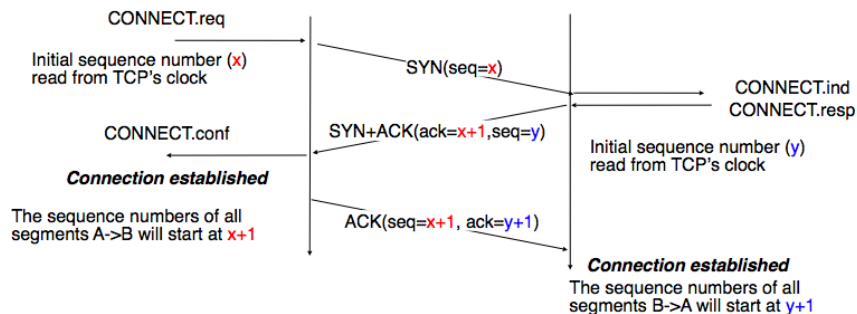 CONNECT.req
Initial sequence number (x)
read from TCP's clock
SYN(seq=x)
CONNECT.ind
CONNECT.resp
CONNECT.conf
SYN+ACK(ack=x+1,seq=y)
Initial sequence number (y)
read from TCP's clock
Connection established
The sequence numbers of all
segments A->B will start at x+1
ACK(seq=x+1, ack=y+1)
Connection established
The sequence numbers of all
segments B->A will start at y+1